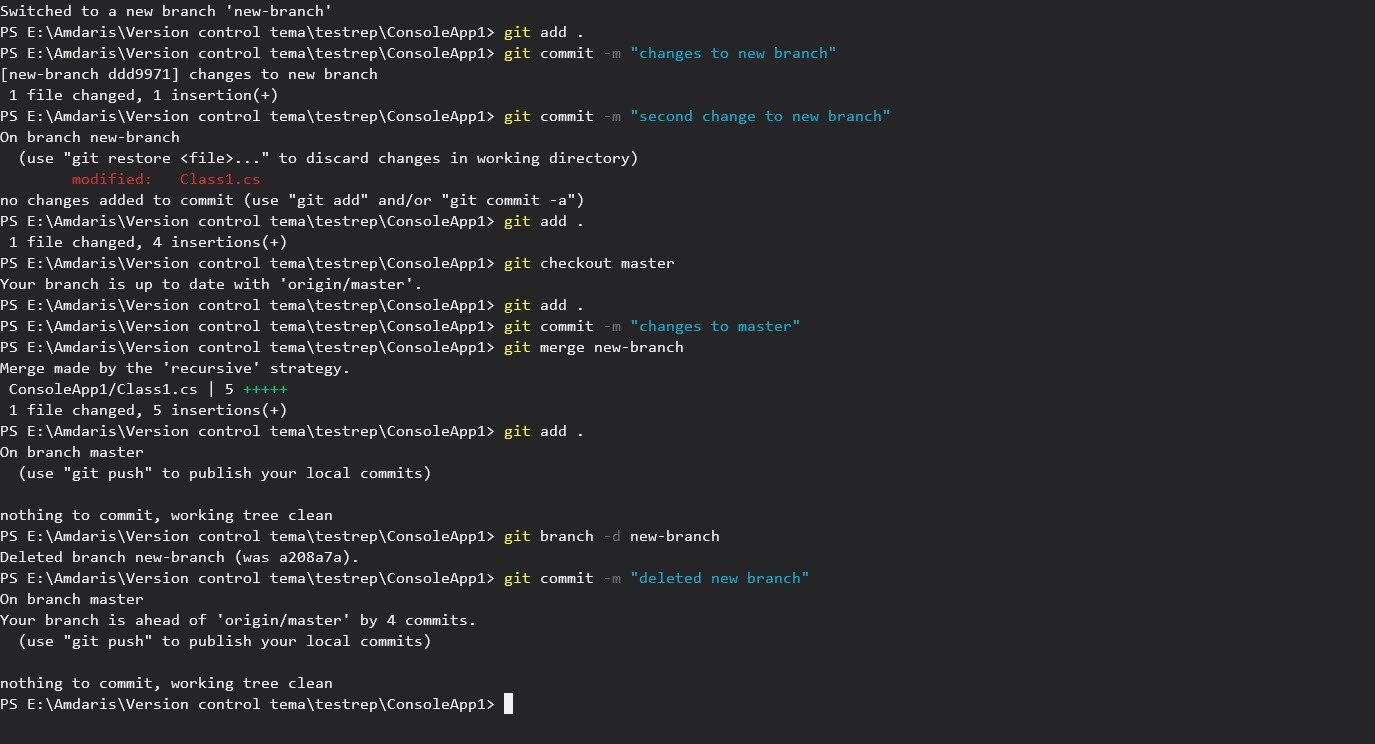 Switched to a new branch 'new-branch'
PS E:\Amdaris\Version control tema\testrep\ConsoleApp1> git add .
PS E:\Amdaris\Version control tema\testrep\ConsoleApp1> git commit -m "changes to new branch"
[new-branch ddd9971] changes to new branch
 1 file changed, 1 insertion(+)
PS E:\Amdaris\Version control tema\testrep\ConsoleApp1> git commit -m "second change to new branch"
On branch new-branch
  (use "git restore <file>..." to discard changes in working directory)
        modified:   Class1.cs
no changes added to commit (use "git add" and/or "git commit -a")
PS E:\Amdaris\Version control tema\testrep\ConsoleApp1> git add .
 1 file changed, 4 insertions(+)
PS E:\Amdaris\Version control tema\testrep\ConsoleApp1> git checkout master
Your branch is up to date with 'origin/master'.
PS E:\Amdaris\Version control tema\testrep\ConsoleApp1> git add .
PS E:\Amdaris\Version control tema\testrep\ConsoleApp1> git commit -m "changes to master"
PS E:\Amdaris\Version control tema\testrep\ConsoleApp1> git merge new-branch
Merge made by the 'recursive' strategy.
 ConsoleApp1/Class1.cs | 5 +++++
 1 file changed, 5 insertions(+)
PS E:\Amdaris\Version control tema\testrep\ConsoleApp1> git add .
On branch master
  (use "git push" to publish your local commits)

nothing to commit, working tree clean
PS E:\Amdaris\Version control tema\testrep\ConsoleApp1> git branch -d new-branch
Deleted branch new-branch (was a208a7a).
PS E:\Amdaris\Version control tema\testrep\ConsoleApp1> git commit -m "deleted new branch"
On branch master
Your branch is ahead of 'origin/master' by 4 commits.
  (use "git push" to publish your local commits)

nothing to commit, working tree clean
PS E:\Amdaris\Version control tema\testrep\ConsoleApp1>